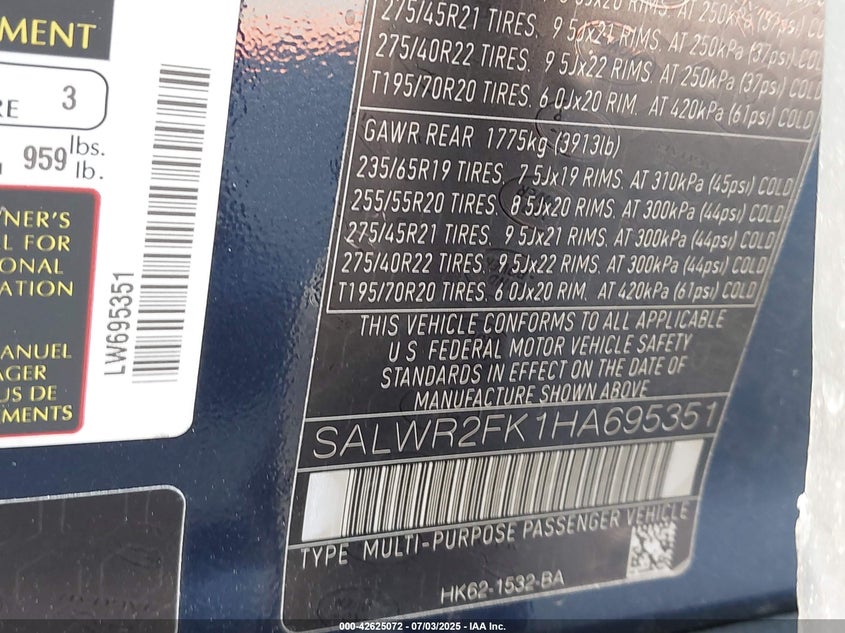 MENT
RE 3
959 lbs.
lb.
NER'S
L FOR
ONAL
ATION
ANUEL
AGER
US DE
MENTS
LW695351
275/45R21 TIRES. 9 5Jx21 RIMS. AT 250kPa (37psi) CO
275/40R22 TIRES. 9 5Jx22 RIMS. AT 250kPa (37psi) COLD
T195/70R20 TIRES. 6.0Jx20 RIM. AT 420kPa (61psi) COLD
GAWR REAR 1775kg (3913lb)
235/65R19 TIRES. 7 5Jx19 RIMS. AT 310kPa (45psi) COLD
255/55R20 TIRES. 8.5Jx20 RIMS. AT 300kPa (44psi) COLD
275/45R21 TIRES. 9 5Jx21 RIMS. AT 300kPa (44psi) COLD
275/40R22 TIRES. 9 5Jx22 RIMS. AT 300kPa (44psi) COLD
T195/70R20 TIRES. 6.0Jx20 RIM. AT 420kPa (61psi) COLD
THIS VEHICLE CONFORMS TO ALL APPLICABLE
U S FEDERAL MOTOR VEHICLE SAFETY
STANDARDS IN EFFECT ON THE DATE OF
MANUFACTURE SHOWN ABOVE
SALWR2FK1HA695351
TYPE MULTI-PURPOSE PASSENGER VEHICLE
HK62-1532-BA
000-42625072 - 07/03/2025 - IAA Inc.